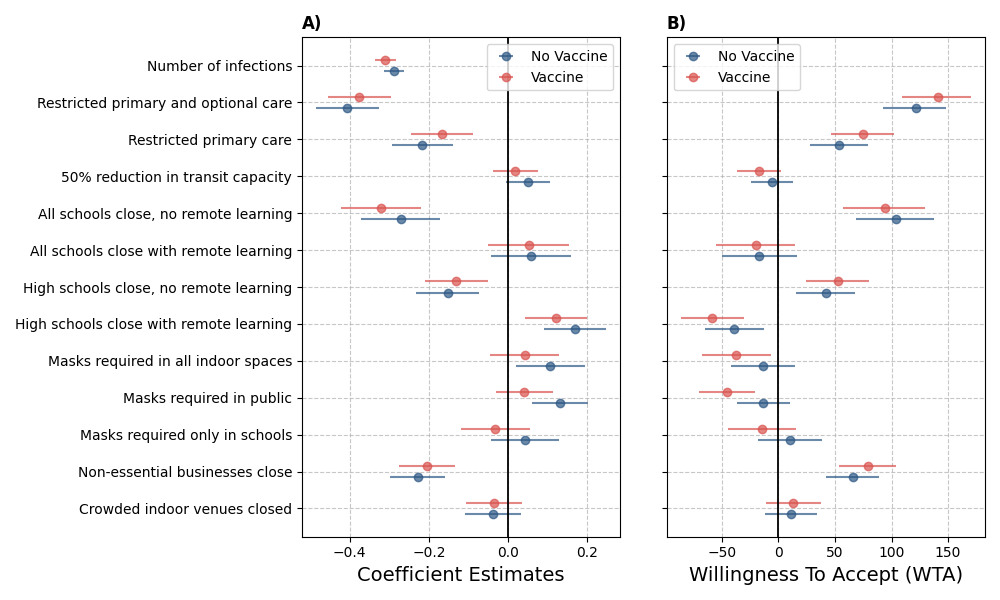 A)
B)
No Vaccine
Vaccine
No Vaccine
Vaccine
Number of infections
Restricted primary and optional care
Restricted primary care
50% reduction in transit capacity
All schools close, no remote learning
All schools close with remote learning
High schools close, no remote learning
High schools close with remote learning
Masks required in all indoor spaces
Masks required in public
Masks required only in schools
Non-essential businesses close
Crowded indoor venues closed
−0.4 −0.2 0.0 0.2
−50 0 50 100 150
Coefficient Estimates
Willingness To Accept (WTA)